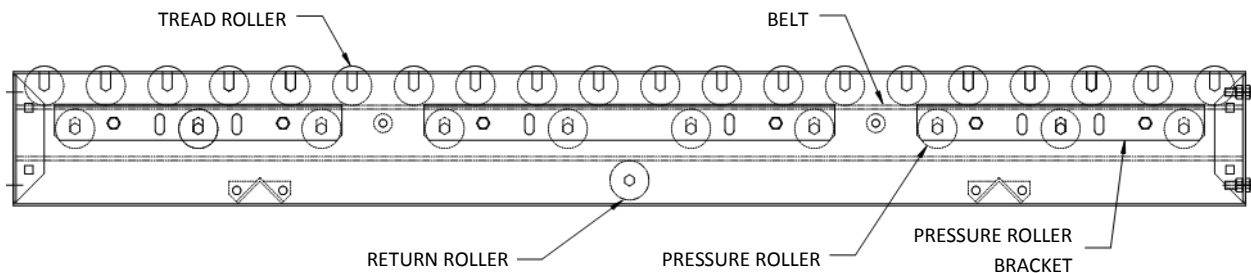 TREAD ROLLER
BELT
RETURN ROLLER
PRESSURE ROLLER
PRESSURE ROLLER
BRACKET